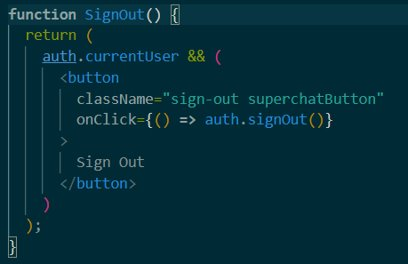 function SignOut() {
  return (
    auth.currentUser && (
      <button
        className="sign-out superchatButton"
        onClick={() => auth.signOut()}
      >
        Sign Out
      </button>
    )
  );
}